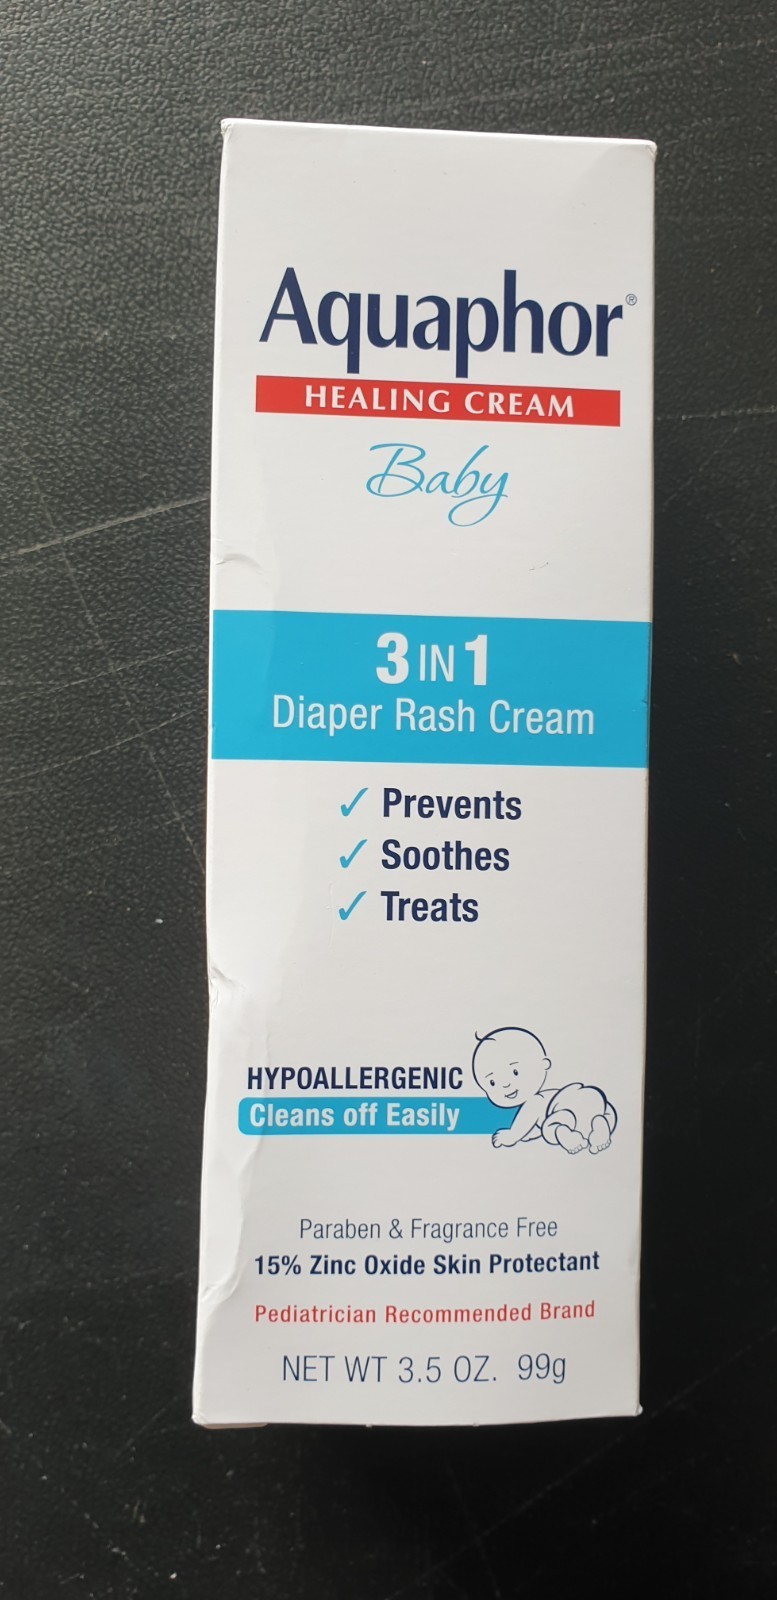 Aquaphor®
HEALING CREAM
Baby
3 IN 1
Diaper Rash Cream
✓ Prevents
✓ Soothes
✓ Treats
HYPOALLERGENIC
Cleans off Easily
Paraben & Fragrance Free
15% Zinc Oxide Skin Protectant
Pediatrician Recommended Brand
NET WT 3.5 OZ. 99g